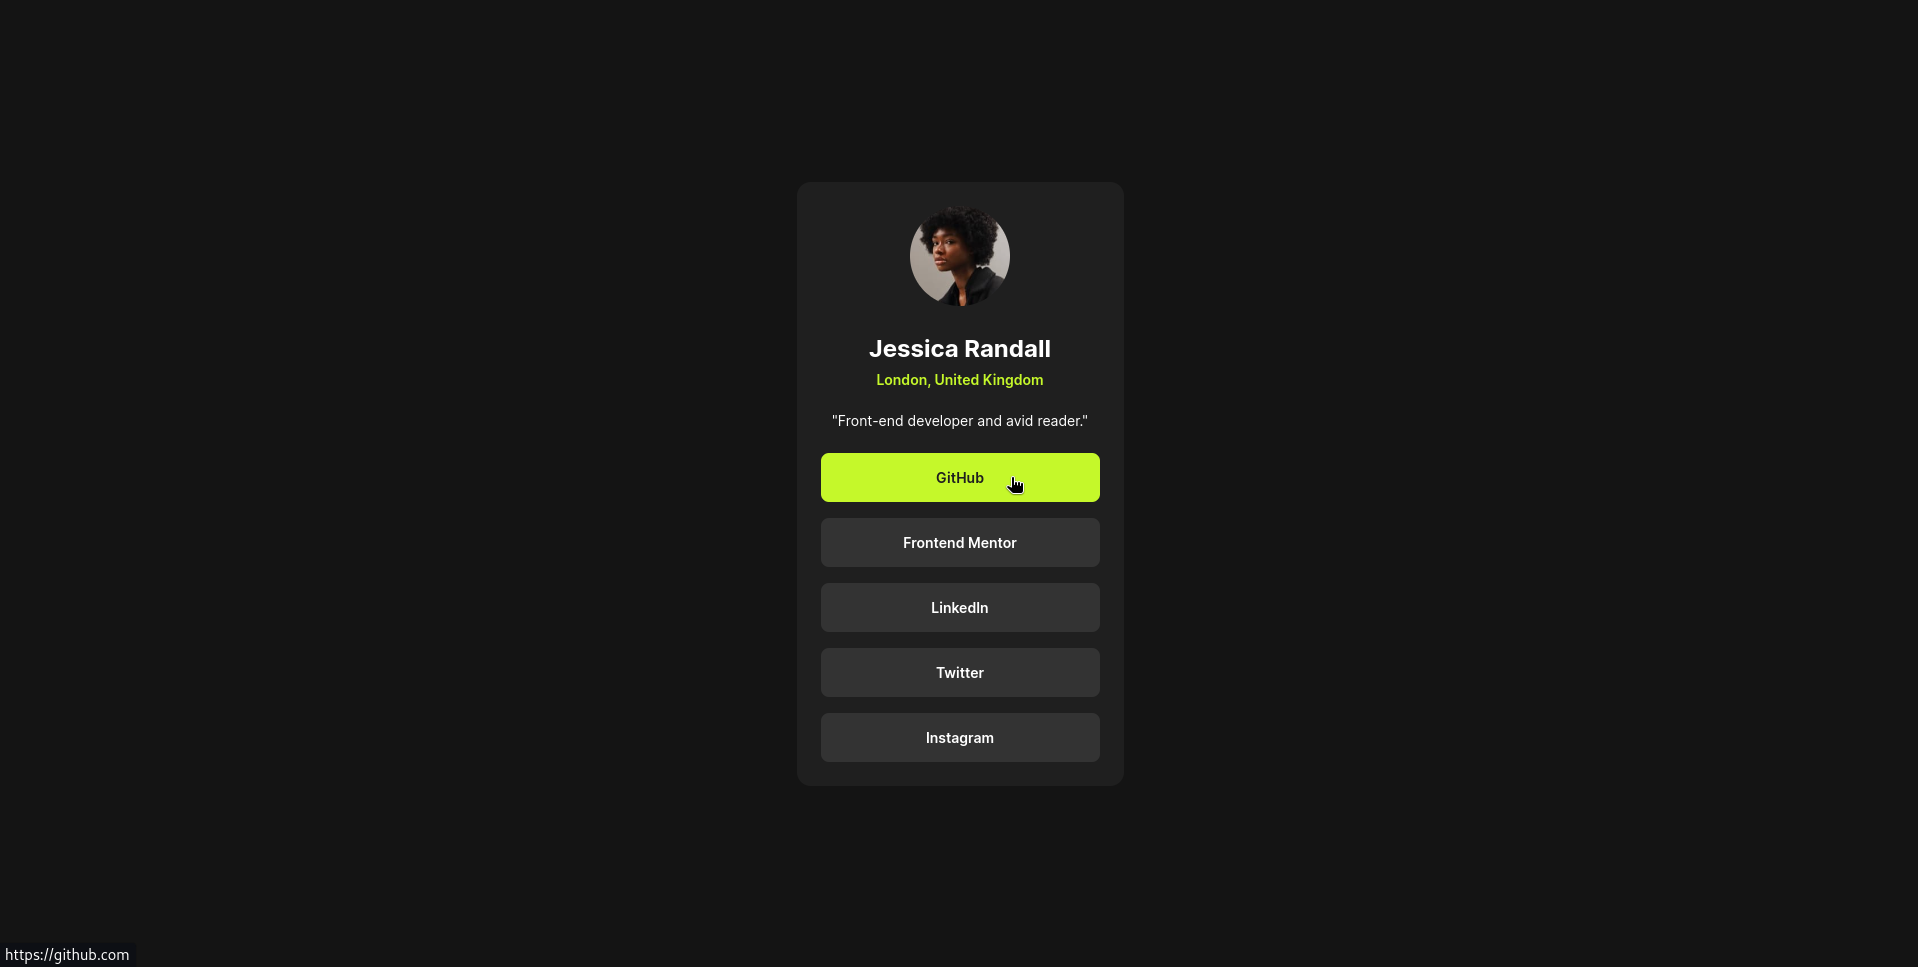 Jessica Randall
London, United Kingdom
"Front-end developer and avid reader."
GitHub
Frontend Mentor
LinkedIn
Twitter
Instagram
https://github.com